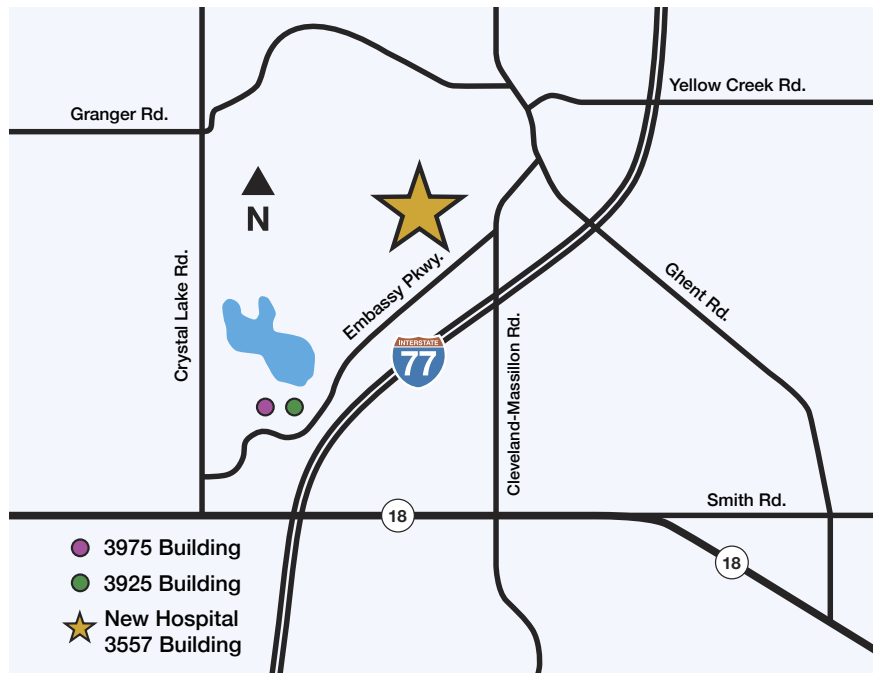 Yellow Creek Rd.
Granger Rd.
N
Crystal Lake Rd.
Embassy Pkwy.
Ghent Rd.
INTERSTATE
77
Cleveland-Massillon Rd.
Smith Rd.
18
18
3975 Building
3925 Building
New Hospital
3557 Building